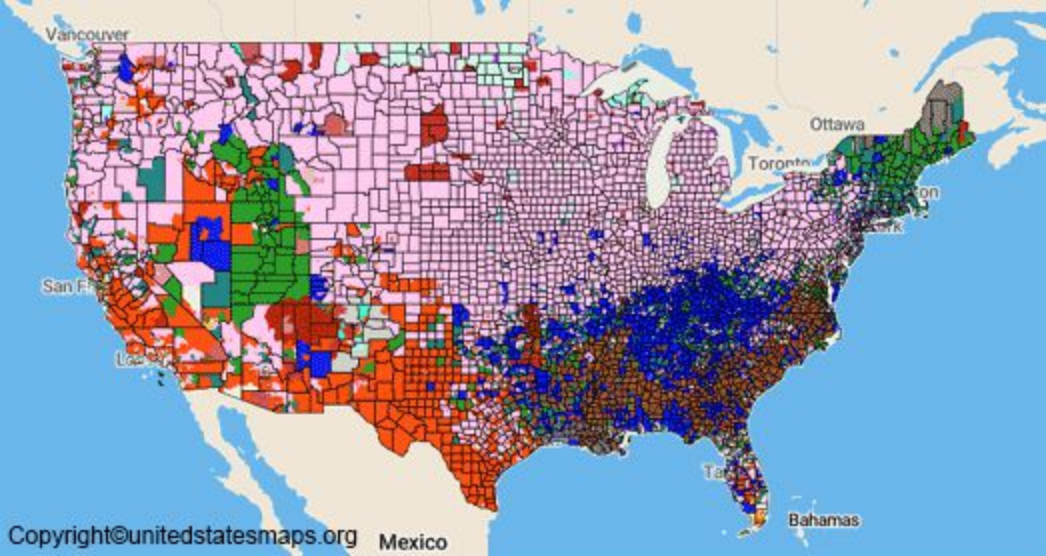 Vancouver
Ottawa
Toronto
San F
Bahamas
Copyright©unitedstatesmaps.org
Mexico